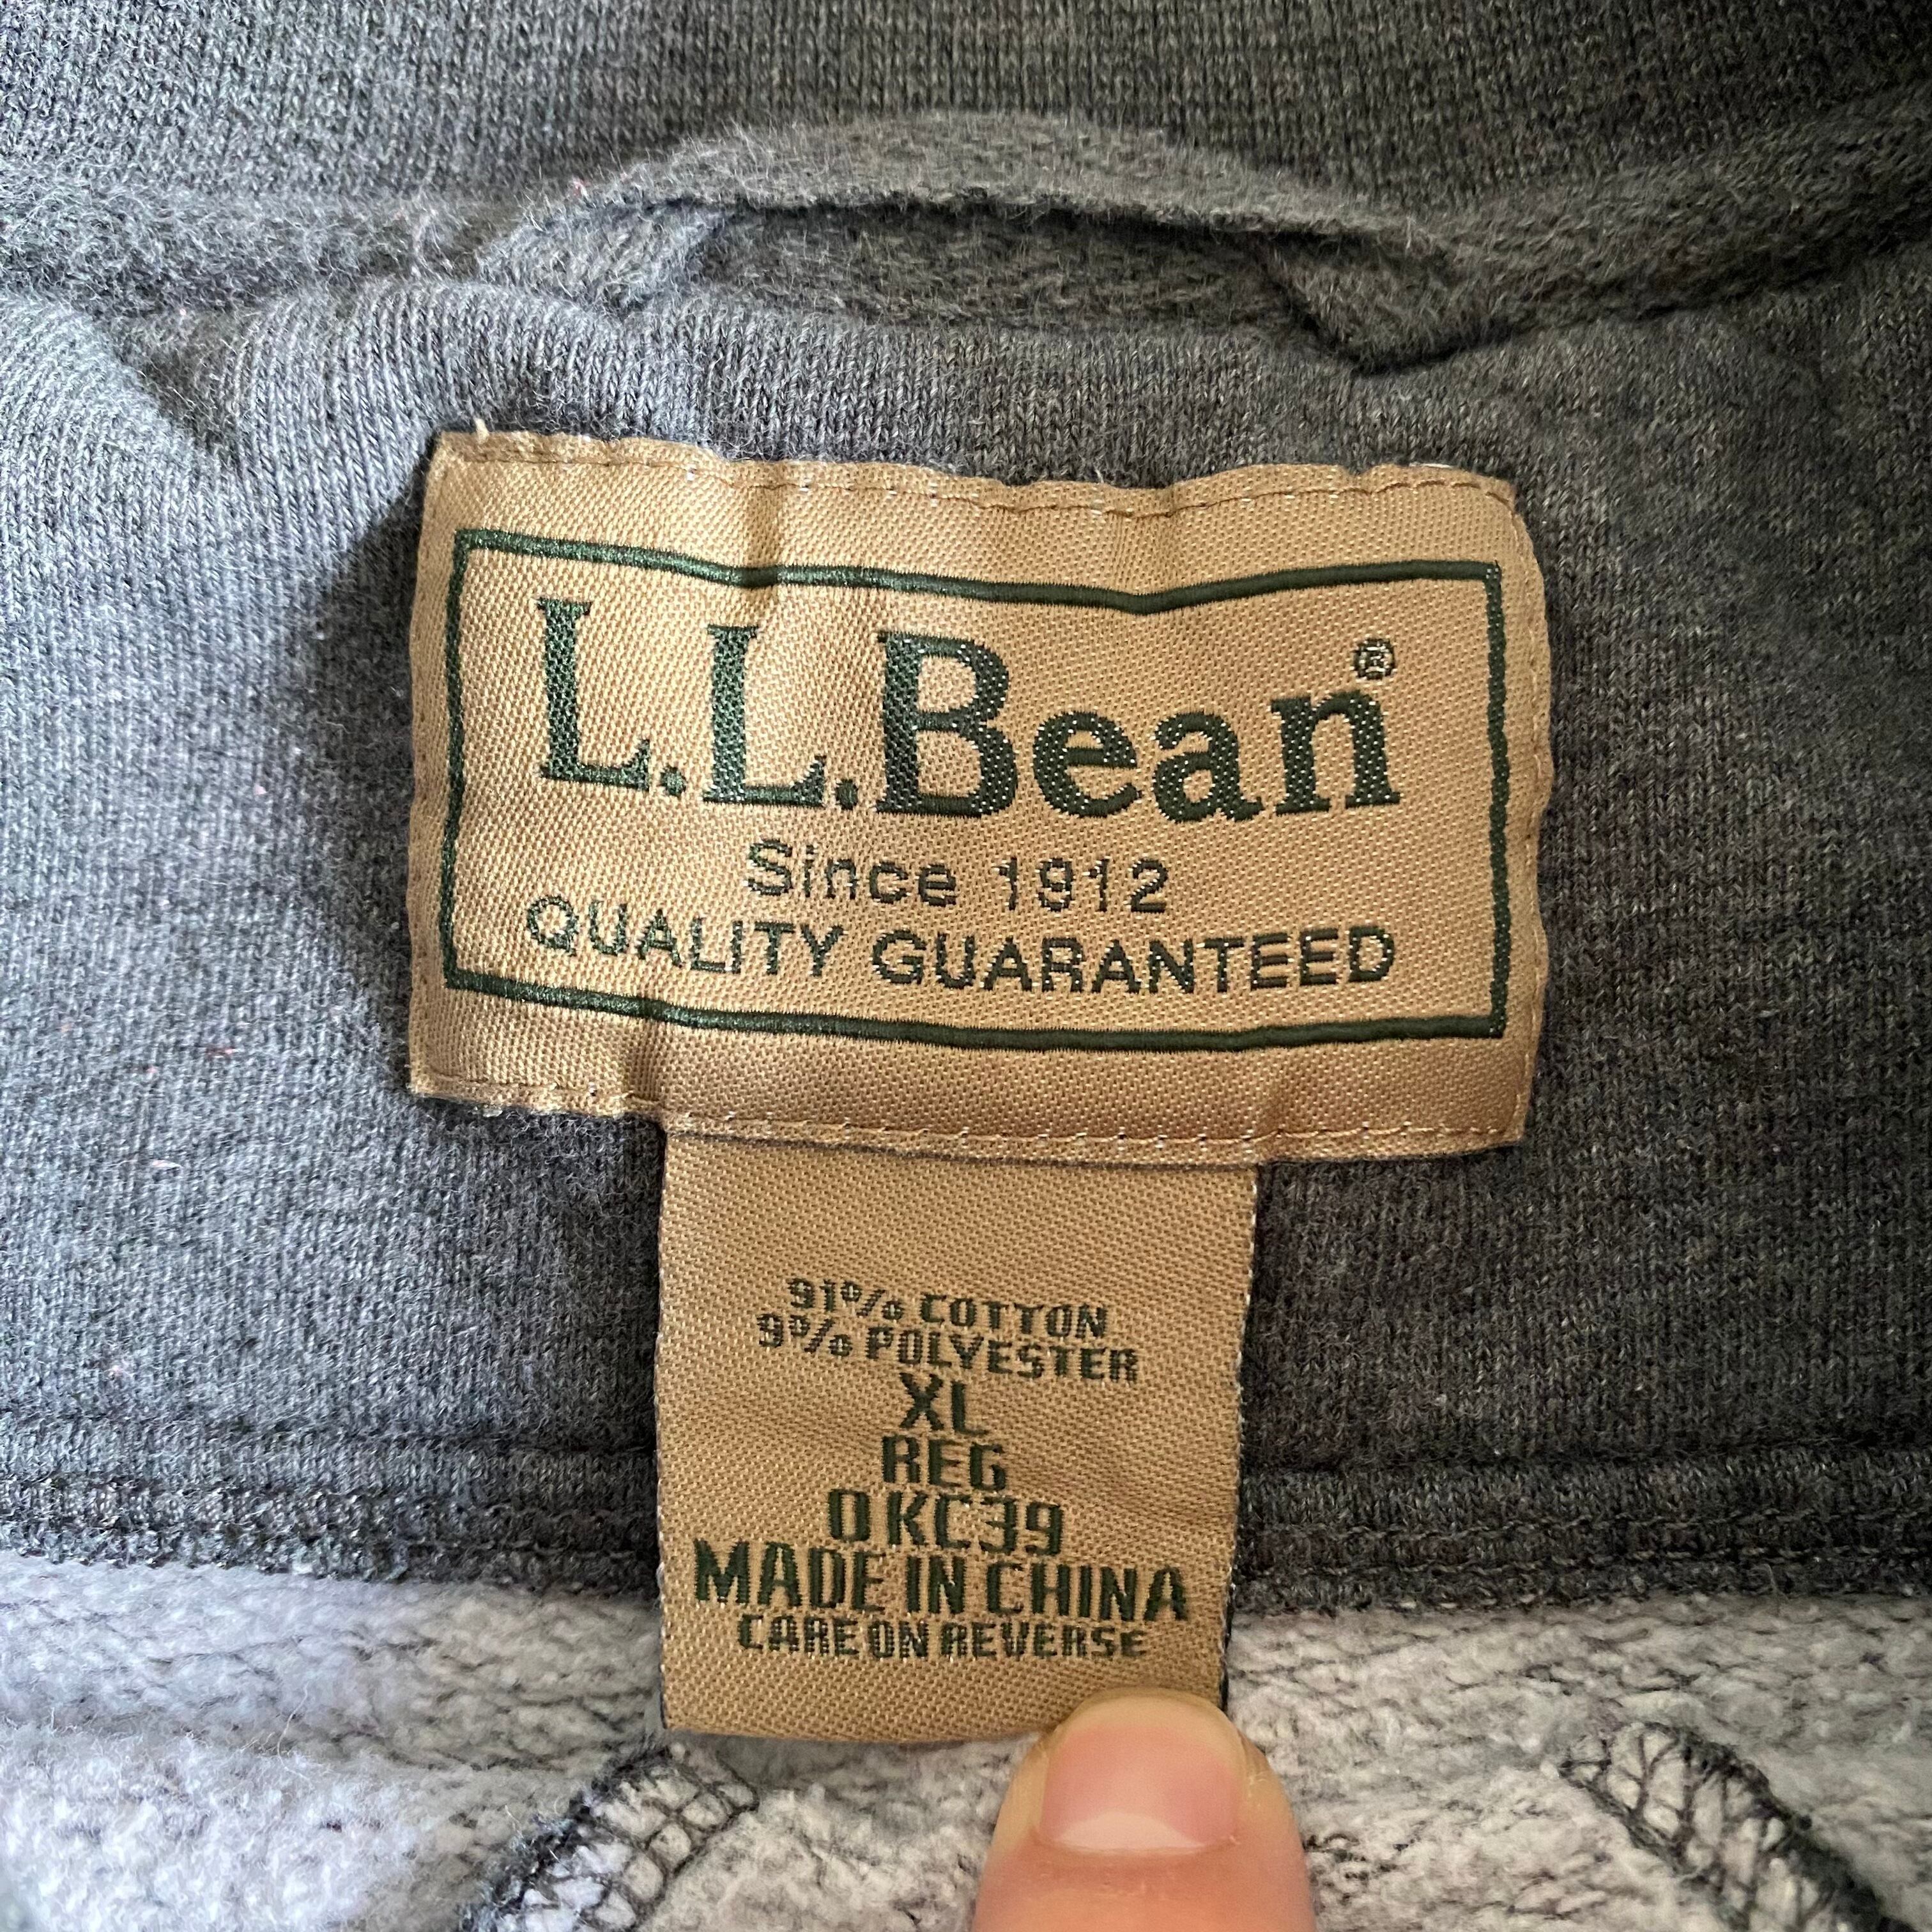 L.L.Bean®
Since 1912
QUALITY GUARANTEED
91% COTTON
9% POLYESTER
XL
REG
0KC39
MADE IN CHINA
CARE ON REVERSE